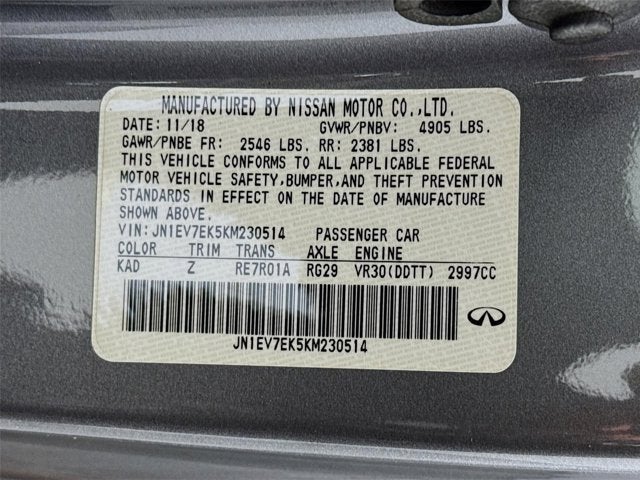 MANUFACTURED BY NISSAN MOTOR CO.,LTD.
DATE: 11/18 GVWR/PNBV: 4905 LBS.
GAWR/PNBE FR: 2546 LBS. RR: 2381 LBS.
THIS VEHICLE CONFORMS TO ALL APPLICABLE FEDERAL
MOTOR VEHICLE SAFETY,BUMPER,AND THEFT PREVENTION
STANDARDS IN EFFECT ON THE DATE OF MANUFACTURE
SHOWN ABOVE.
VIN: JN1EV7EK5KM230514 PASSENGER CAR
COLOR TRIM TRANS AXLE ENGINE
KAD Z RE7R01A RG29 VR30(DDTT) 2997CC
JN1EV7EK5KM230514